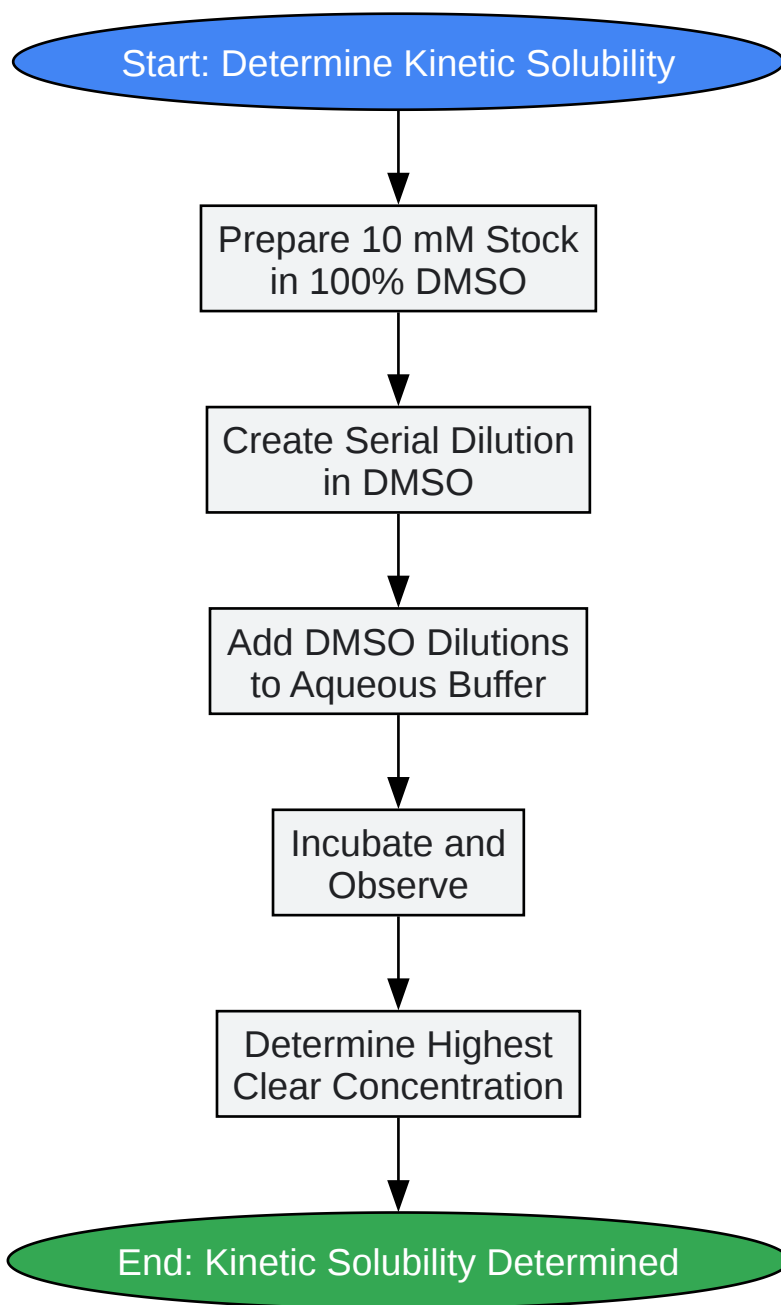 Start: Determine Kinetic Solubility
Prepare 10 mM Stock
in 100% DMSO
Create Serial Dilution
in DMSO
Add DMSO Dilutions
to Aqueous Buffer
Incubate and
Observe
Determine Highest
Clear Concentration
End: Kinetic Solubility Determined